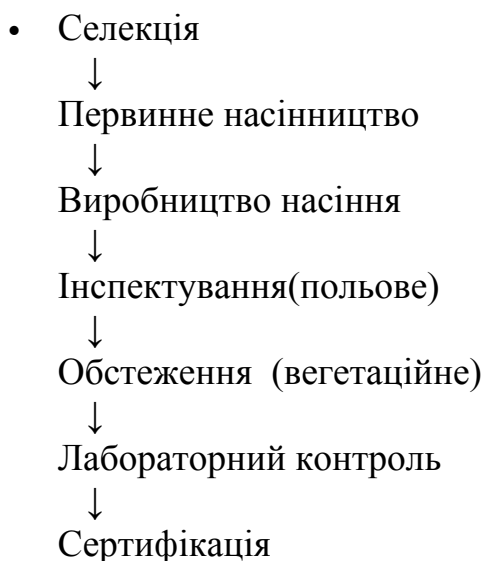 • Селекція
↓
Первинне насінництво
↓
Виробництво насіння
↓
Інспектування(польове)
↓
Обстеження (вегетаційне)
↓
Лабораторний контроль
↓
Сертифікація